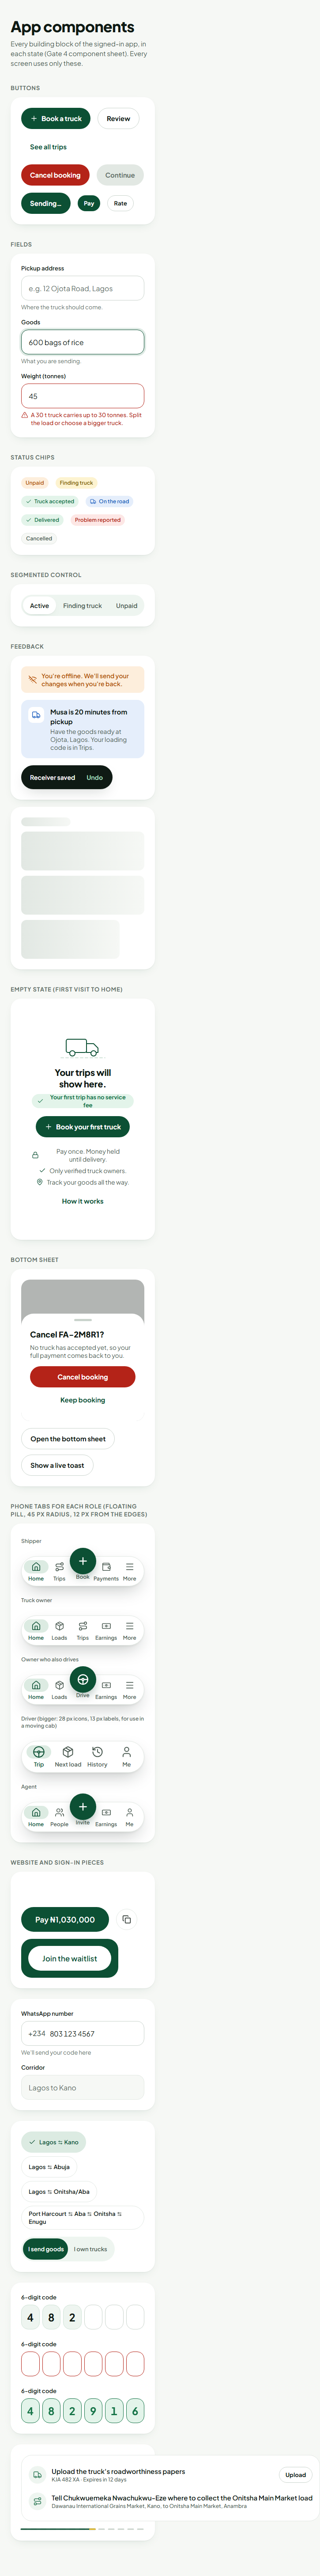 App components
Every building block of the signed-in app, in
each state (Gate 4 component sheet). Every
screen uses only these.
BUTTONS
Book a truck
Review
See all trips
Cancel booking
Continue
Sending…
Pay
Rate
FIELDS
Pickup address
e.g. 12 Ojota Road, Lagos
Where the truck should come.
Goods
600 bags of rice
What you are sending.
Weight (tonnes)
45
A 30 t truck carries up to 30 tonnes. Split
the load or choose a bigger truck.
STATUS CHIPS
Unpaid
Finding truck
Truck accepted
On the road
Delivered
Problem reported
Cancelled
SEGMENTED CONTROL
Active
Finding truck
Unpaid
FEEDBACK
You're offline. We'll send your
changes when you're back.
Musa is 20 minutes from
pickup
Have the goods ready at
Ojota, Lagos. Your loading
code is in Trips.
Receiver saved
Undo
EMPTY STATE (FIRST VISIT TO HOME)
Your trips will
show here.
Your first trip has no service
fee
Book your first truck
Pay once. Money held
until delivery.
Only verified truck owners.
Track your goods all the way.
How it works
BOTTOM SHEET
Cancel FA-2M8R1?
No truck has accepted yet, so your
full payment comes back to you.
Cancel booking
Keep booking
Open the bottom sheet
Show a live toast
PHONE TABS FOR EACH ROLE (FLOATING
PILL, 45 PX RADIUS, 12 PX FROM THE EDGES)
Shipper
Home
Trips
Book
Payments
More
Truck owner
Home
Loads
Trips
Earnings
More
Owner who also drives
Home
Loads
Drive
Earnings
More
Driver (bigger: 28 px icons, 13 px labels, for use in
a moving cab)
Trip
Next load
History
Me
Agent
Home
People
Invite
Earnings
Me
WEBSITE AND SIGN-IN PIECES
Pay ₦1,030,000
Join the waitlist
WhatsApp number
+234 803 123 4567
We'll send your code here
Corridor
Lagos to Kano
Lagos ⇆ Kano
Lagos ⇆ Abuja
Lagos ⇆ Onitsha/Aba
Port Harcourt ⇆ Aba ⇆ Onitsha ⇆
Enugu
I send goods
I own trucks
6-digit code
4 8 2
6-digit code
6-digit code
4 8 2 9 1 6
Upload the truck's roadworthiness papers
KJA 482 XA · Expires in 12 days
Upload
Tell Chukwuemeka Nwachukwu-Eze where to collect the Onitsha Main Market load
Dawanau International Grains Market, Kano, to Onitsha Main Market, Anambra